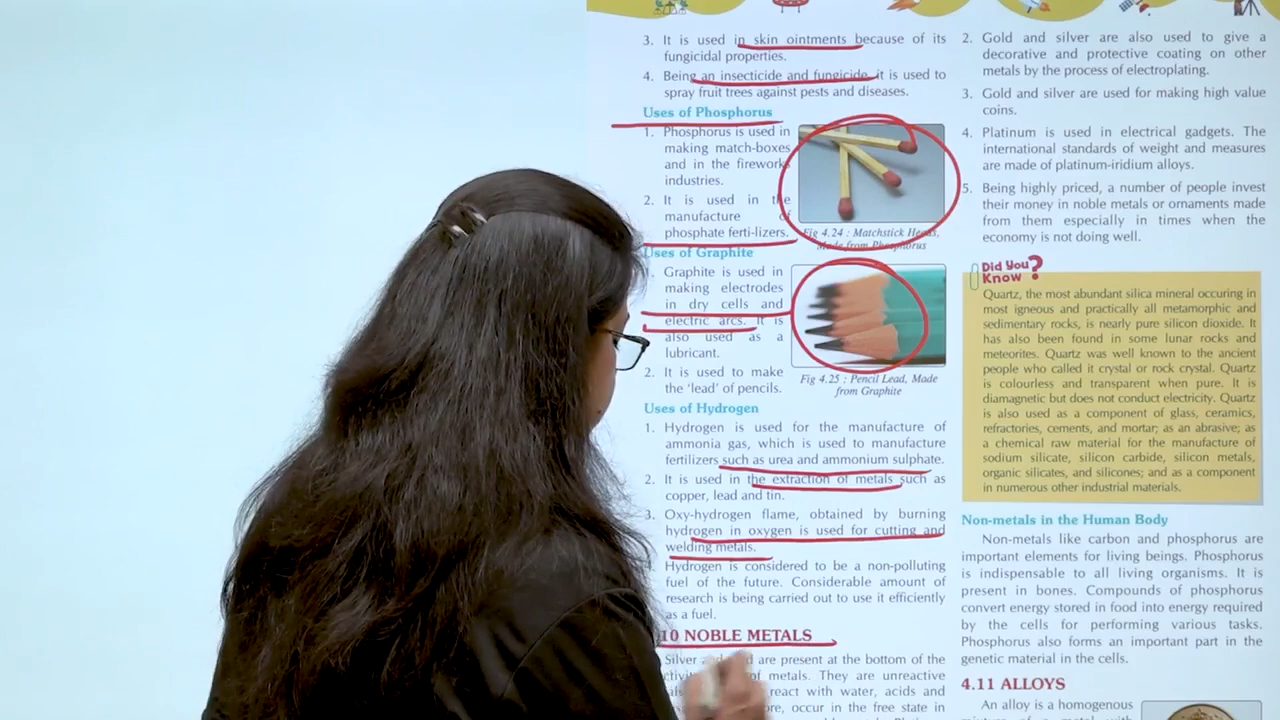 3. It is used in skin ointments because of its
fungicidal properties.
4. Being an insecticide and fungicide, it is used to
spray fruit trees against pests and diseases.
Uses of Phosphorus
1. Phosphorus is used in
making match-boxes
and in the fireworks
industries.
2. It is used in the
manufacture of
phosphate ferti-lizers.
Fig 4.24 : Matchstick Heads,
Made from Phosphorus
Uses of Graphite
1. Graphite is used in
making electrodes
in dry cells and
electric arcs. It is
also used as a
lubricant.
2. It is used to make
the 'lead' of pencils.
Fig 4.25 : Pencil Lead, Made
from Graphite
Uses of Hydrogen
1. Hydrogen is used for the manufacture of
ammonia gas, which is used to manufacture
fertilizers such as urea and ammonium sulphate.
2. It is used in the extraction of metals such as
copper, lead and tin.
3. Oxy-hydrogen flame, obtained by burning
hydrogen in oxygen is used for cutting and
welding metals.
Hydrogen is considered to be a non-polluting
fuel of the future. Considerable amount of
research is being carried out to use it efficiently
as a fuel.
10 NOBLE METALS
Silver are present at the bottom of the
of metals. They are unreactive
react with water, acids and
occur in the free state in
2. Gold and silver are also used to give a
decorative and protective coating on other
metals by the process of electroplating.
3. Gold and silver are used for making high value
coins.
4. Platinum is used in electrical gadgets. The
international standards of weight and measures
are made of platinum-iridium alloys.
5. Being highly priced, a number of people invest
their money in noble metals or ornaments made
from them especially in times when the
economy is not doing well.
Did You
Know?
Quartz, the most abundant silica mineral occuring in
most igneous and practically all metamorphic and
sedimentary rocks, is nearly pure silicon dioxide. It
has also been found in some lunar rocks and
meteorites. Quartz was well known to the ancient
people who called it crystal or rock crystal. Quartz
is colourless and transparent when pure. It is
diamagnetic but does not conduct electricity. Quartz
is also used as a component of glass, ceramics,
refractories, cements, and mortar; as an abrasive; as
a chemical raw material for the manufacture of
sodium silicate, silicon carbide, silicon metals,
organic silicates, and silicones; and as a component
in numerous other industrial materials.
Non-metals in the Human Body
Non-metals like carbon and phosphorus are
important elements for living beings. Phosphorus
is indispensable to all living organisms. It is
present in bones. Compounds of phosphorus
convert energy stored in food into energy required
by the cells for performing various tasks.
Phosphorus also forms an important part in the
genetic material in the cells.
4.11 ALLOYS
An alloy is a homogenous